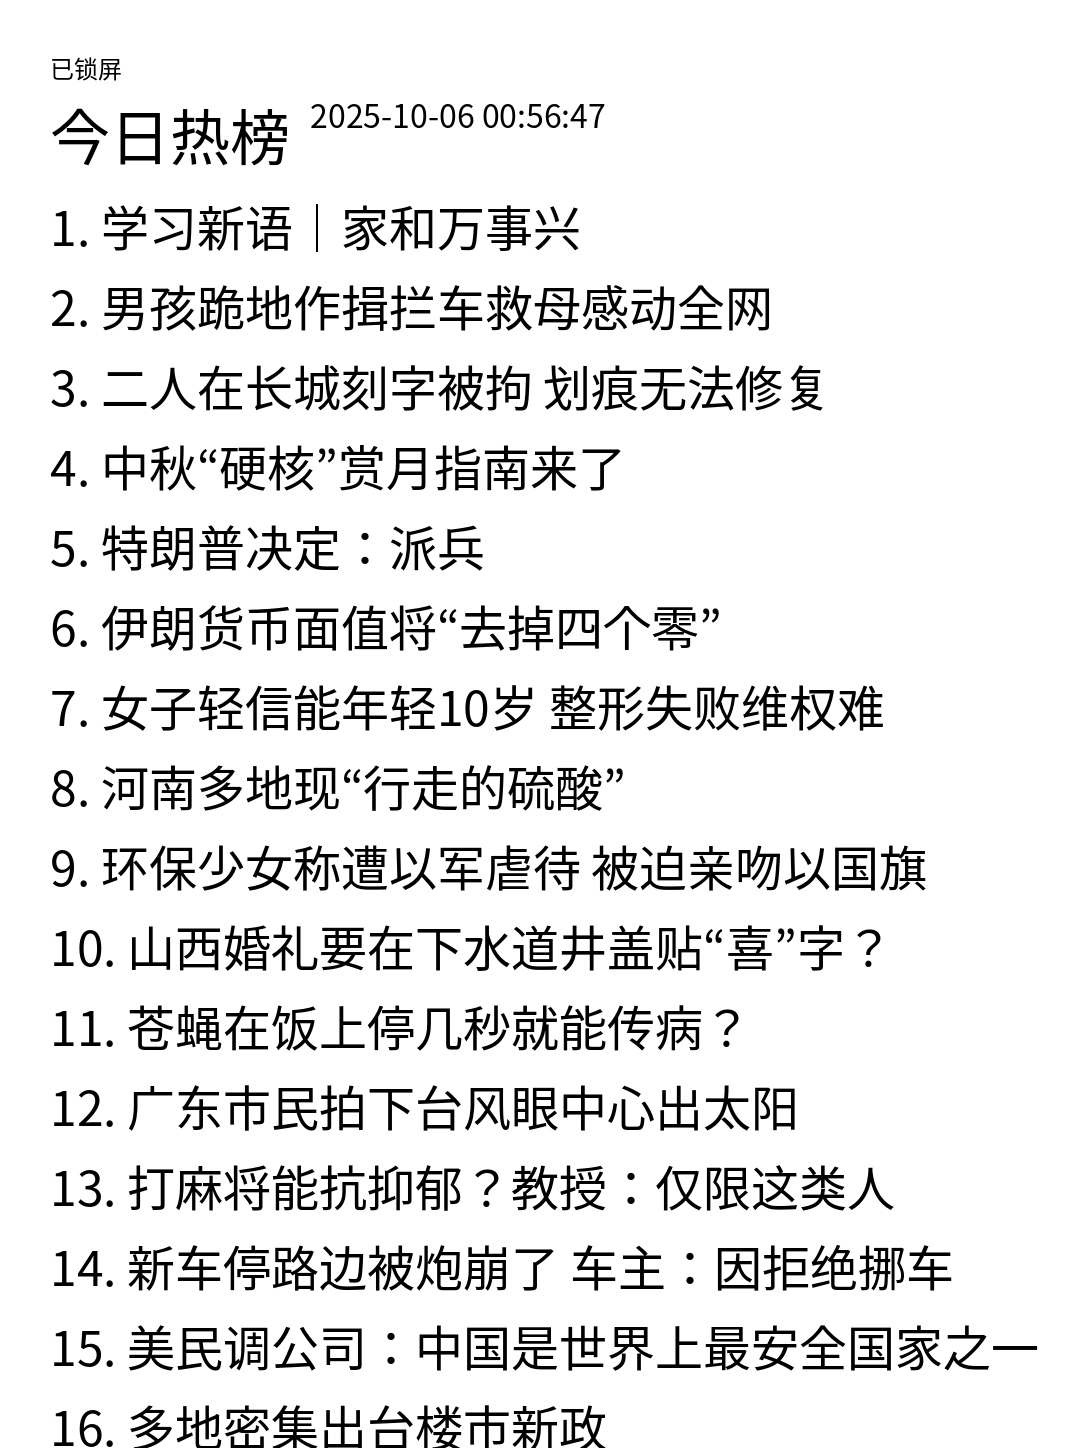 已锁屏
今日热榜 2025-10-06 00:56:47
1. 学习新语｜家和万事兴
2. 男孩跪地作揖拦车救母感动全网
3. 二人在长城刻字被拘 划痕无法修复
4. 中秋“硬核”赏月指南来了
5. 特朗普决定：派兵
6. 伊朗货币面值将“去掉四个零”
7. 女子轻信能年轻10岁 整形失败维权难
8. 河南多地现“行走的硫酸”
9. 环保少女称遭以军虐待 被迫亲吻以国旗
10. 山西婚礼要在下水道井盖贴“喜”字？
11. 苍蝇在饭上停几秒就能传病？
12. 广东市民拍下台风眼中心出太阳
13. 打麻将能抗抑郁？教授：仅限这类人
14. 新车停路边被炮崩了 车主：因拒绝挪车
15. 美民调公司：中国是世界上最安全国家之一
16. 多地密集出台楼市新政